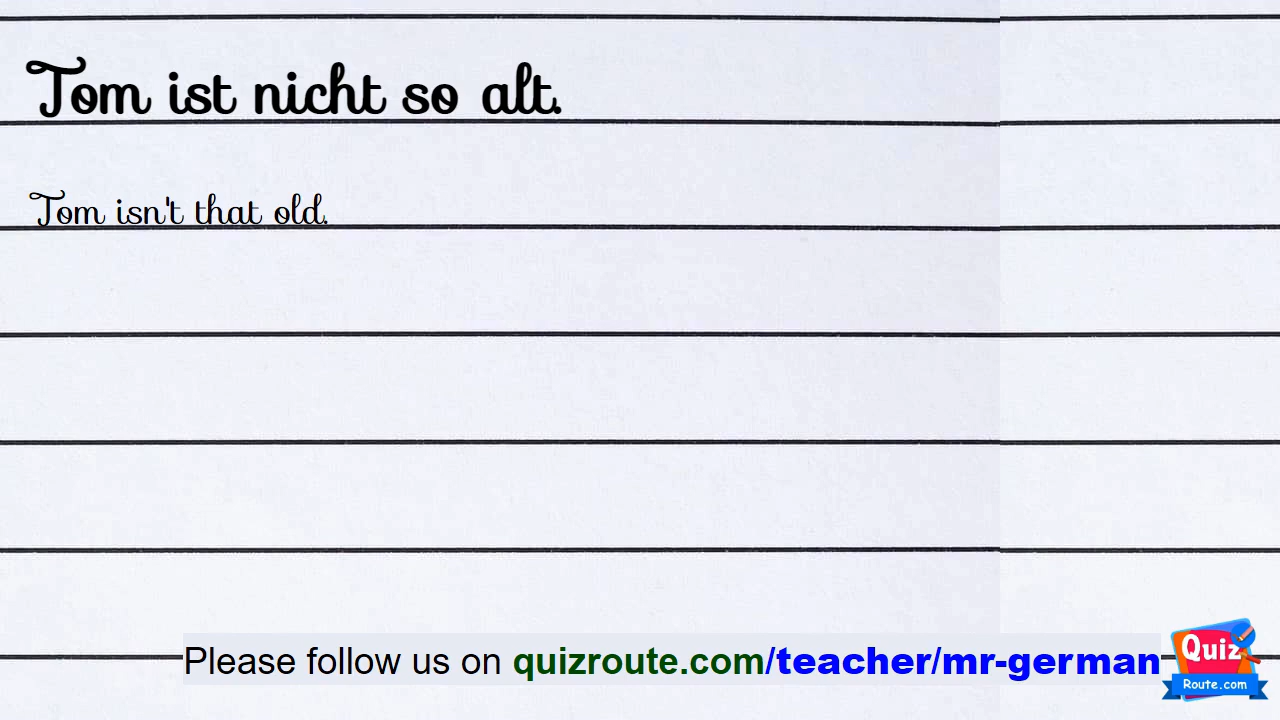 Tom ist nicht so alt.
Tom isn't that old.
Please follow us on quizroute.com/teacher/mr-german
Quiz
Route.com